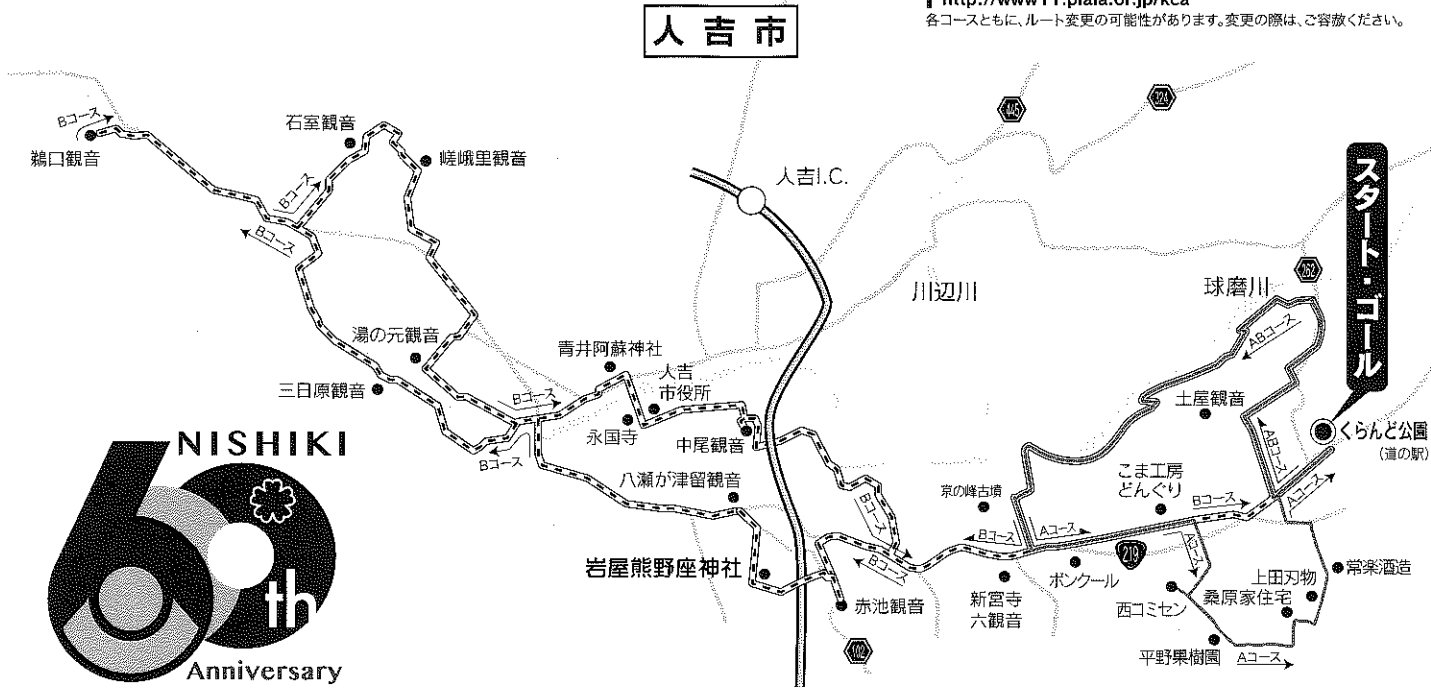 http://www11.plala.or.jp/kca
各コースともに、ルート変更の可能性があります。変更の際は、ご容赦ください。
人吉市
445
324
Bコース
鵜口観音
石室観音
嵯峨里観音
Bコース
Bコース
人吉I.C.
スタート・ゴール
川辺川
球磨川
262
ABコース
湯の元観音
青井阿蘇神社
三日原観音
人吉
市役所
Bコース
永国寺
中尾観音
土屋観音
くらんど公園
(道の駅)
ABコース
Bコース
八瀬が津留観音
Bコース
京の峰古墳
こま工房
どんぐり
Bコース
Aコース
Bコース
Aコース
219
Aコース
岩屋熊野座神社
Bコース
赤池観音
新宮寺
六観音
ボンクール
西コミセン
上田刃物
桑原家住宅
常楽酒造
平野果樹園
Aコース
102
NISHIKI
60
th
Anniversary